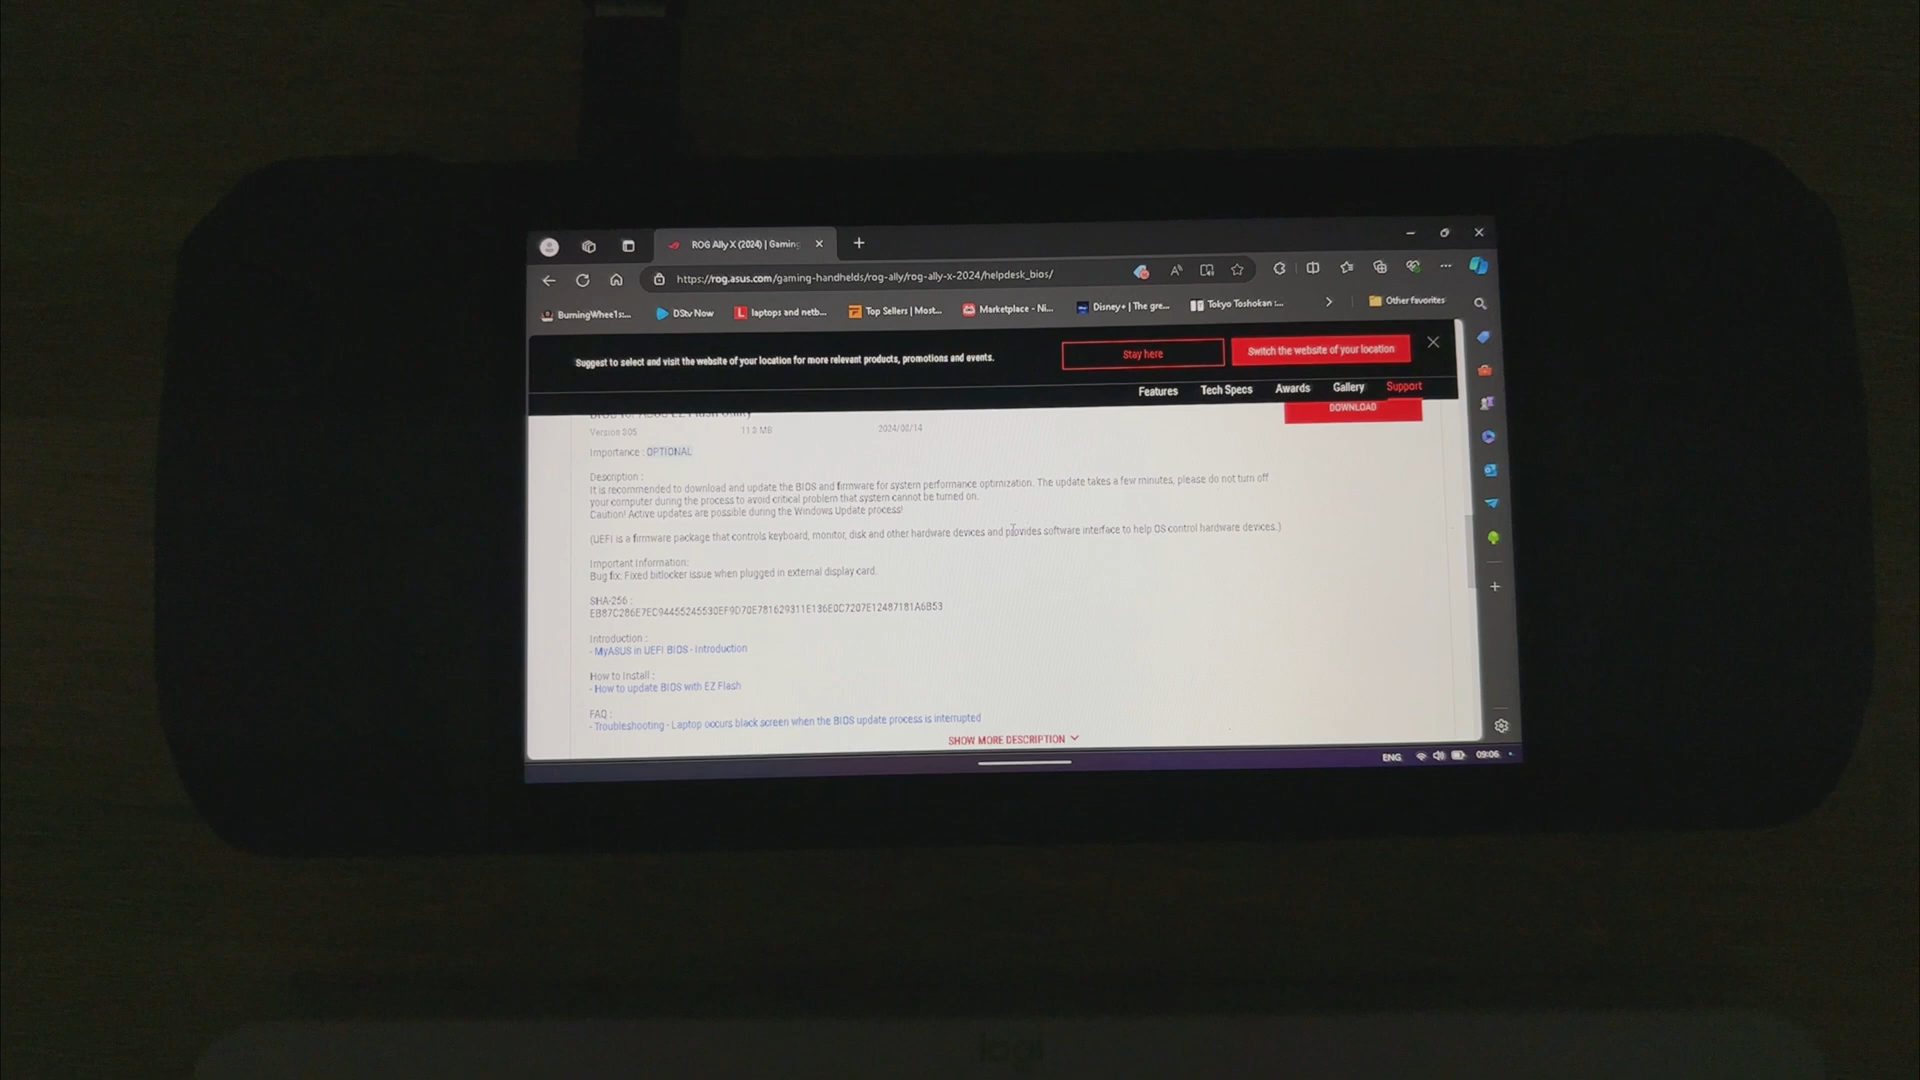 ROG Ally X (2024) | Gaming
https://rog.asus.com/gaming-handhelds/rog-ally/rog-ally-x-2024/helpdesk_bios/
BurningWhee1s:...
DStv Now
laptops and netb...
Top Sellers | Most...
Marketplace - Ni...
Disney+ | The gre...
Tokyo Toshokan :...
Other favorites
Suggest to select and visit the website of your location for more relevant products, promotions and events.
Stay here
Switch the website of your location
Features
Tech Specs
Awards
Gallery
Support
DOWNLOAD
Version 305
11.3 MB
Importance : OPTIONAL
Description :
It is recommended to download and update the BIOS and firmware for system performance optimization. The update takes a few minutes, please do not turn off
your computer during the process to avoid critical problem that system cannot be turned on.
Caution! Active updates are possible during the Windows Update process!
(UEFI is a firmware package that controls keyboard, monitor, disk and other hardware devices and provides software interface to help OS control hardware devices.)
Important Information:
Bug fix: Fixed bitlocker issue when plugged in external display card.
SHA-256 :
EB87C286E7EC94455245530EF9D70E781629311E136E0C7207E12487181A6B53
Introduction :
- MyASUS in UEFI BIOS - Introduction
How to Install :
- How to update BIOS with EZ Flash
FAQ :
- Troubleshooting - Laptop occurs black screen when the BIOS update process is interrupted
SHOW MORE DESCRIPTION
ENG
09:06
logi